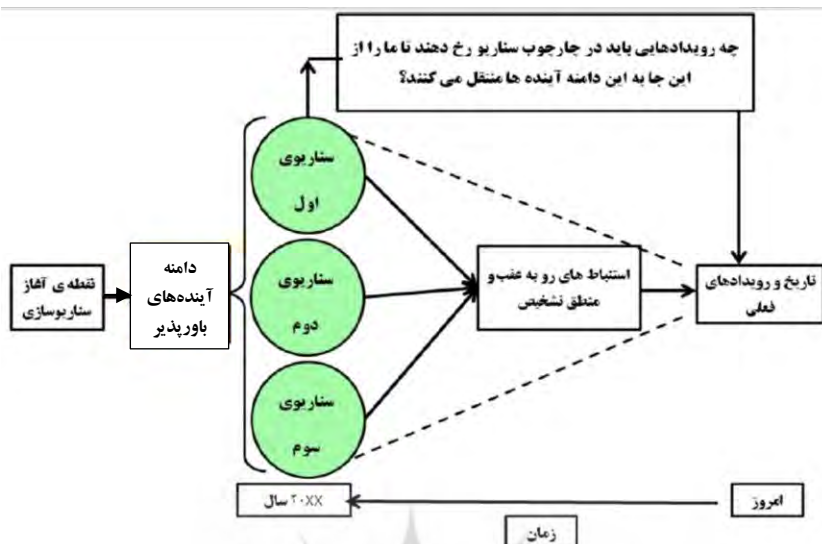 چه رویدادهایی باید در چارچوب سناریو رخ دهند تا ما را از
این جا به این دامنه آینده ها منتقل می کنند؟
سناریوی
اول
نقطه ی آغاز
سناریوسازی
دامنه
آینده‌های
باورپذیر
سناریوی
دوم
استنباط های رو به عقب و
منطق تشخیص
تاریخ و رویدادهای
فعلی
سناریوی
سوم
۲۰XX سال
امروز
زمان